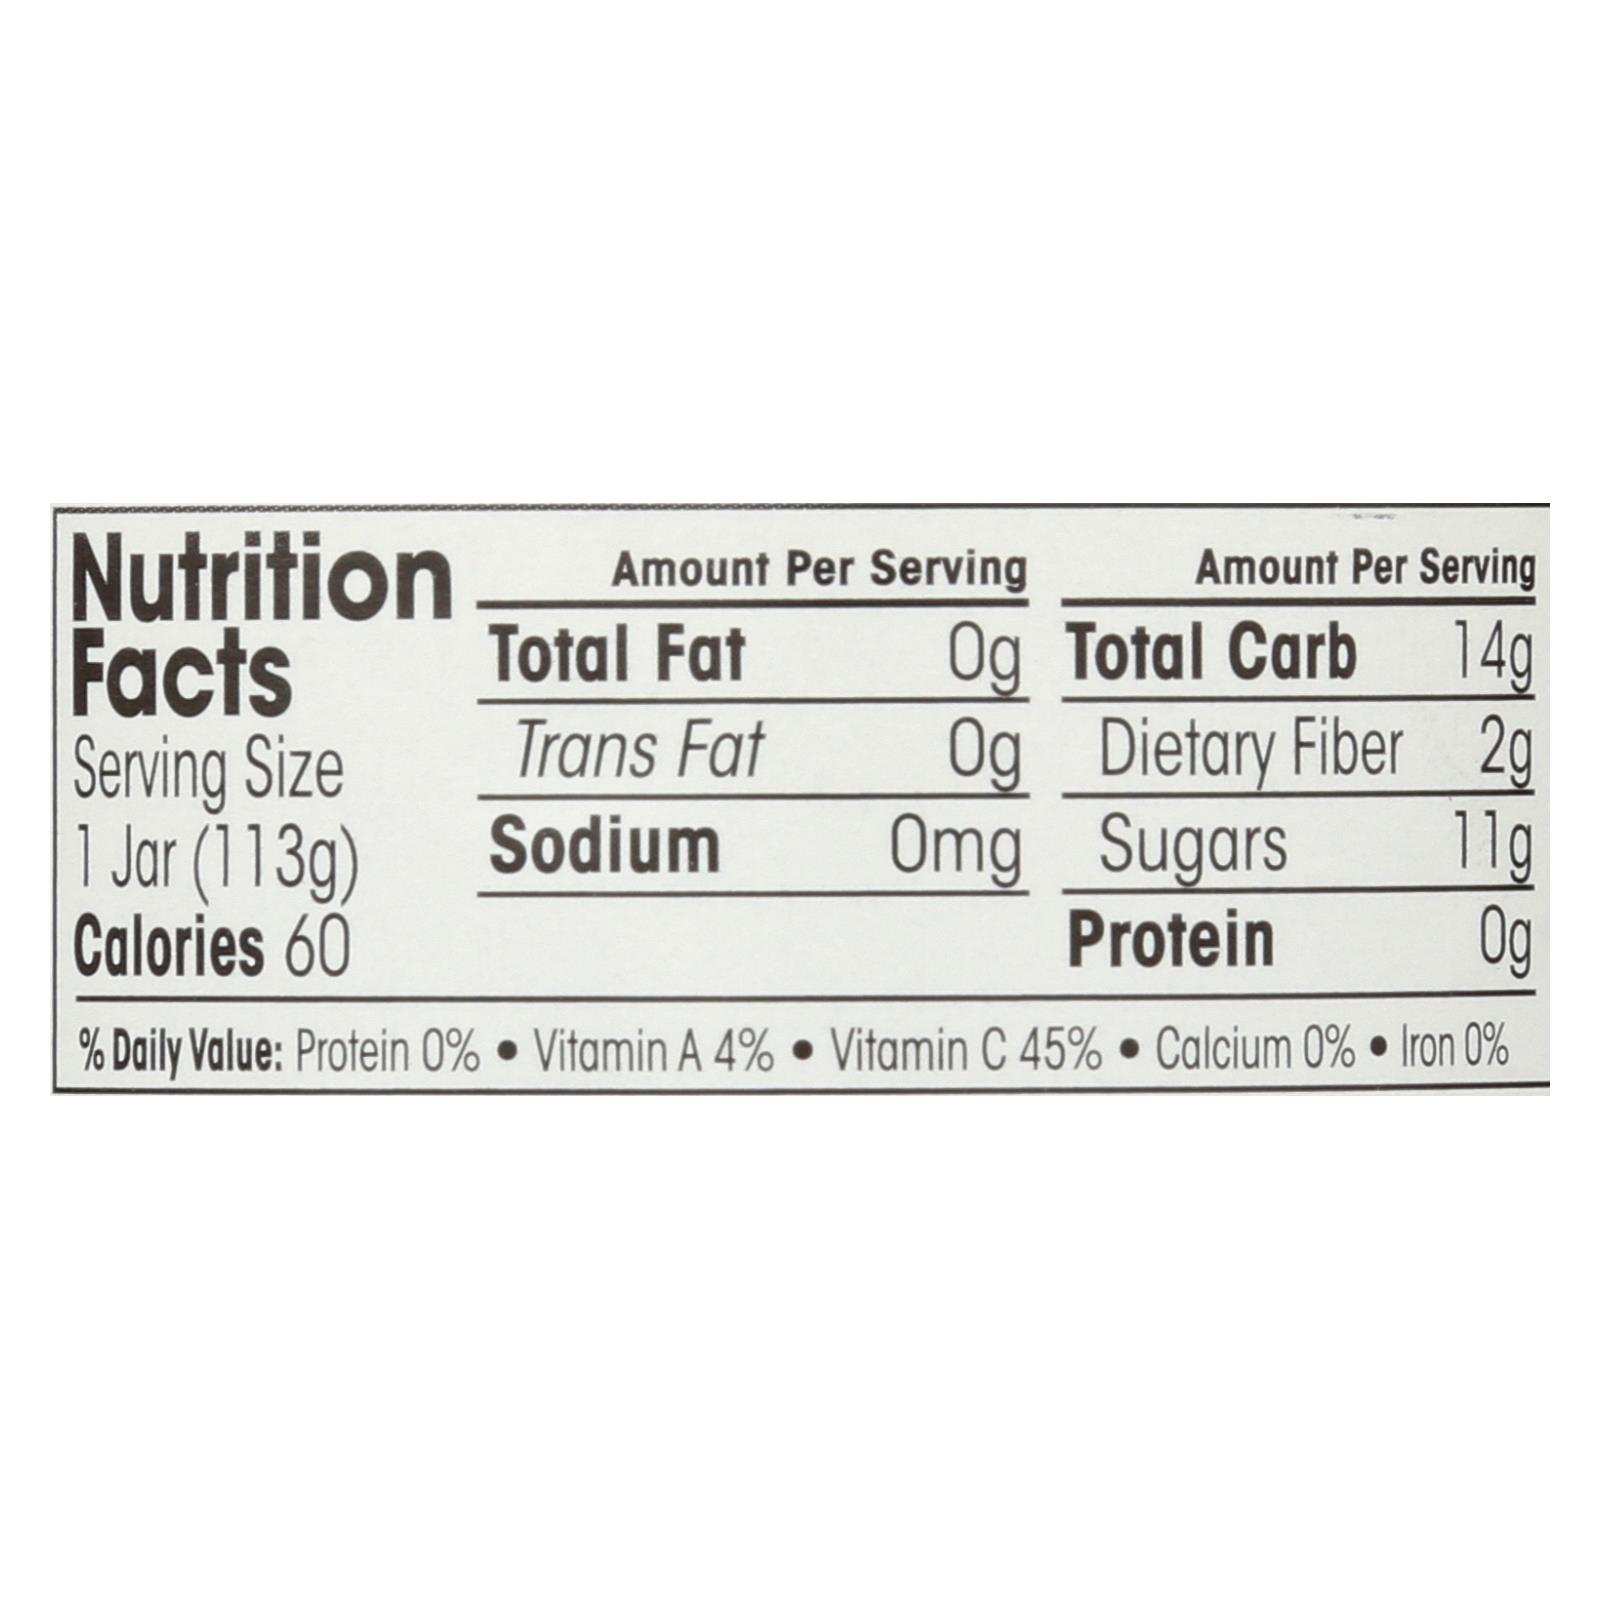 Nutrition
Facts
Serving Size
1 Jar (113g)
Calories 60
Amount Per Serving
Total Fat 0g
Trans Fat 0g
Sodium 0mg
Amount Per Serving
Total Carb 14g
Dietary Fiber 2g
Sugars 11g
Protein 0g
% Daily Value: Protein 0% • Vitamin A 4% • Vitamin C 45% • Calcium 0% • Iron 0%